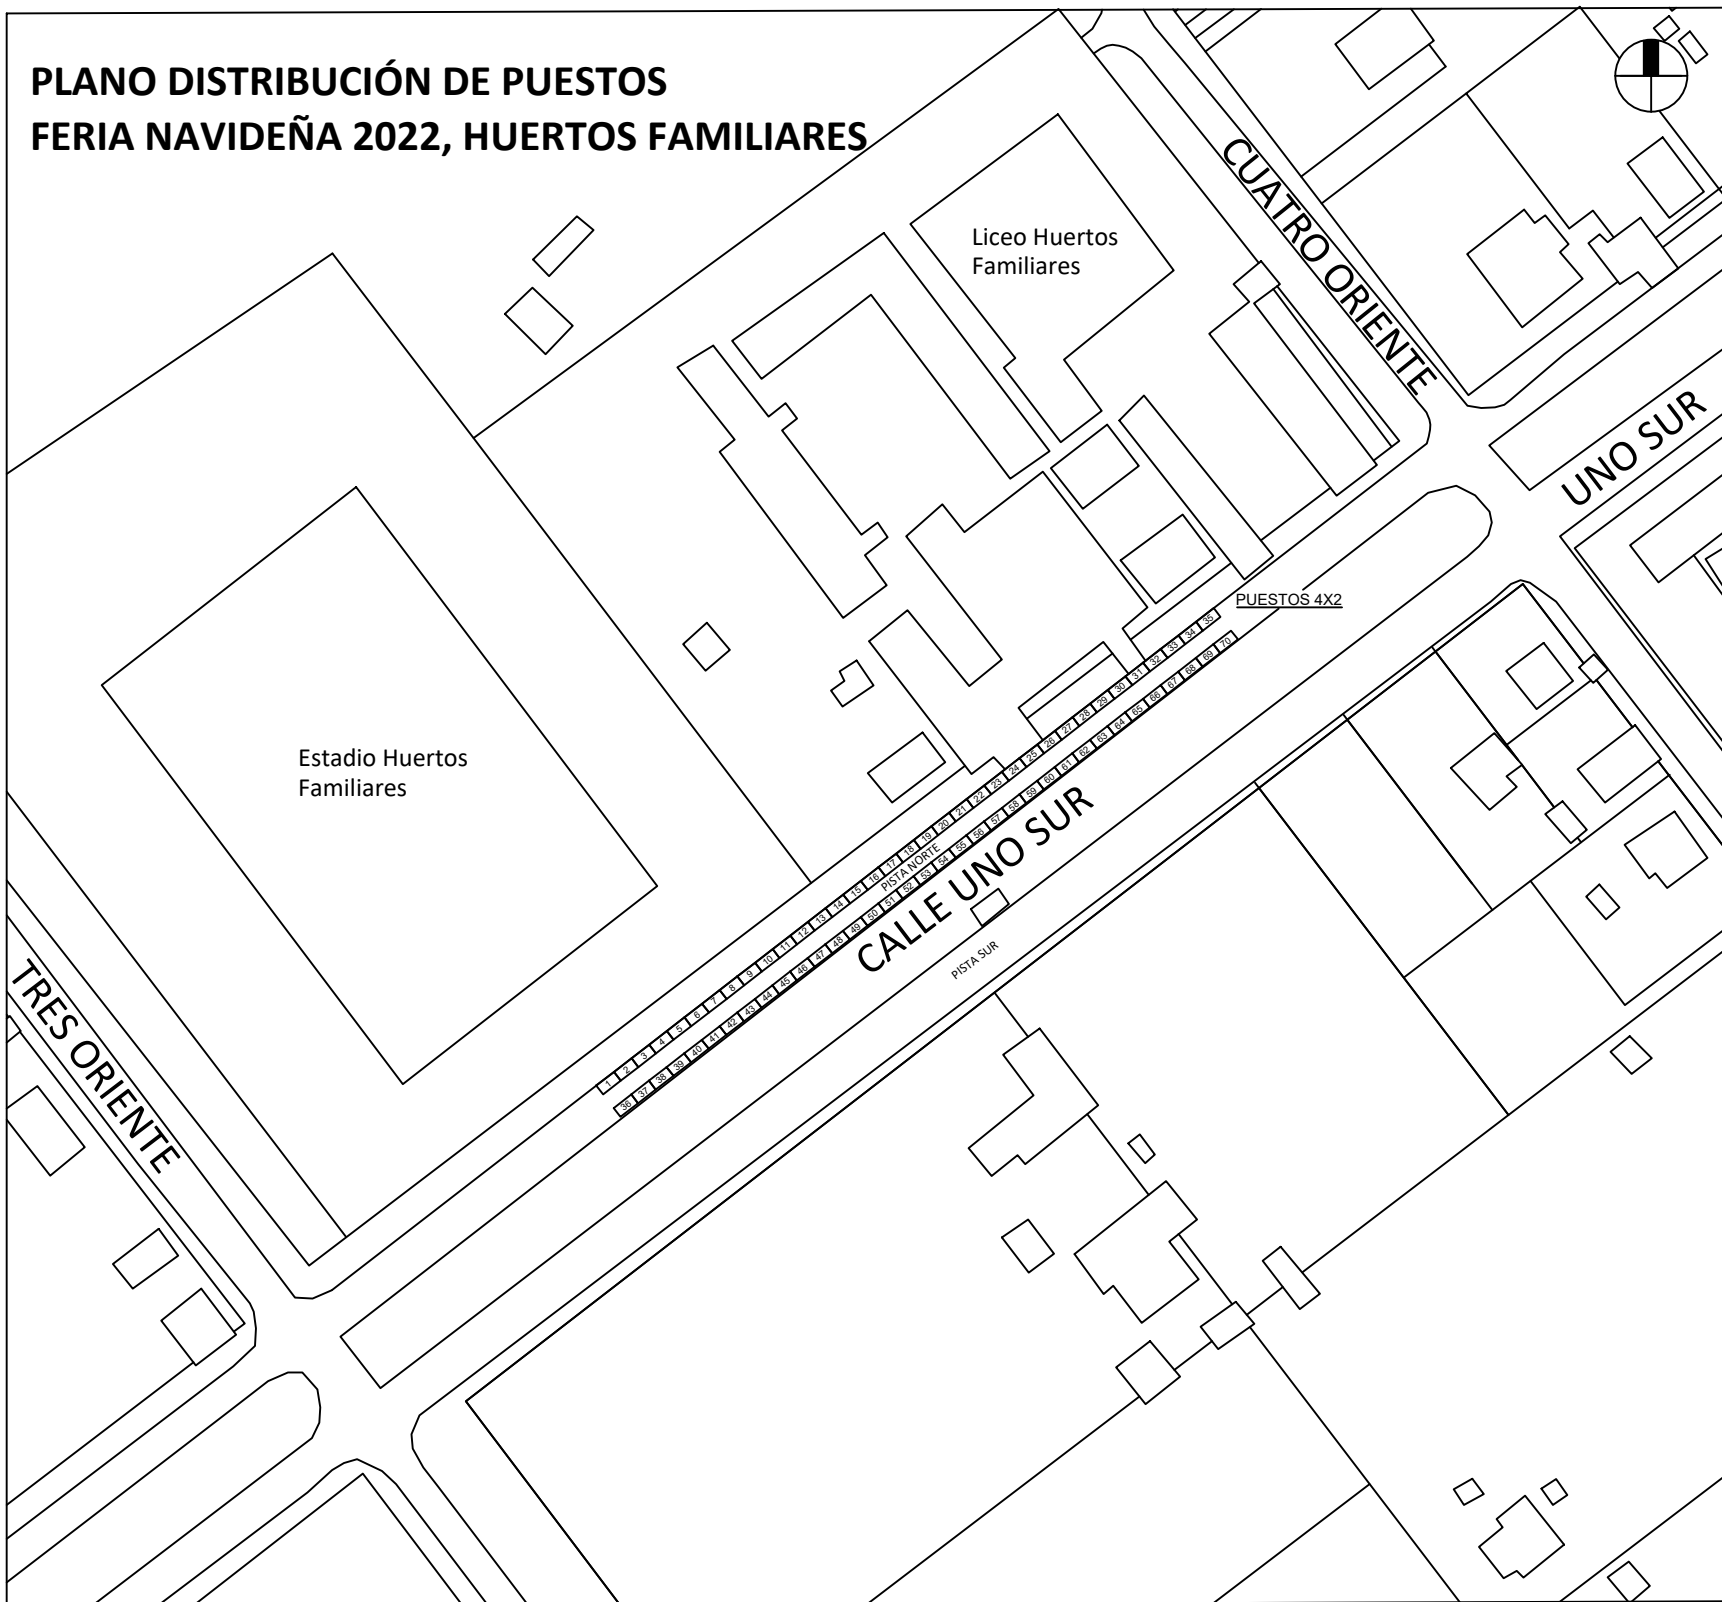 PLANO DISTRIBUCIÓN DE PUESTOS
FERIA NAVIDEÑA 2022, HUERTOS FAMILIARES
Liceo Huertos
Familiares
CUATRO ORIENTE
UNO SUR
PUESTOS 4X2
Estadio Huertos
Familiares
1 2 3 4 5 6 7 8 9 10 11 12 13 14 15 16 17 18 19 20 21 22 23 24 25 26 27 28 29 30 31 32 33 34 35
PISTA NORTE
36 37 38 39 40 41 42 43 44 45 46 47 48 49 50 51 52 53 54 55 56 57 58 59 60 61 62 63 64 65 66 67 68 69 70
CALLE UNO SUR
PISTA SUR
TRES ORIENTE